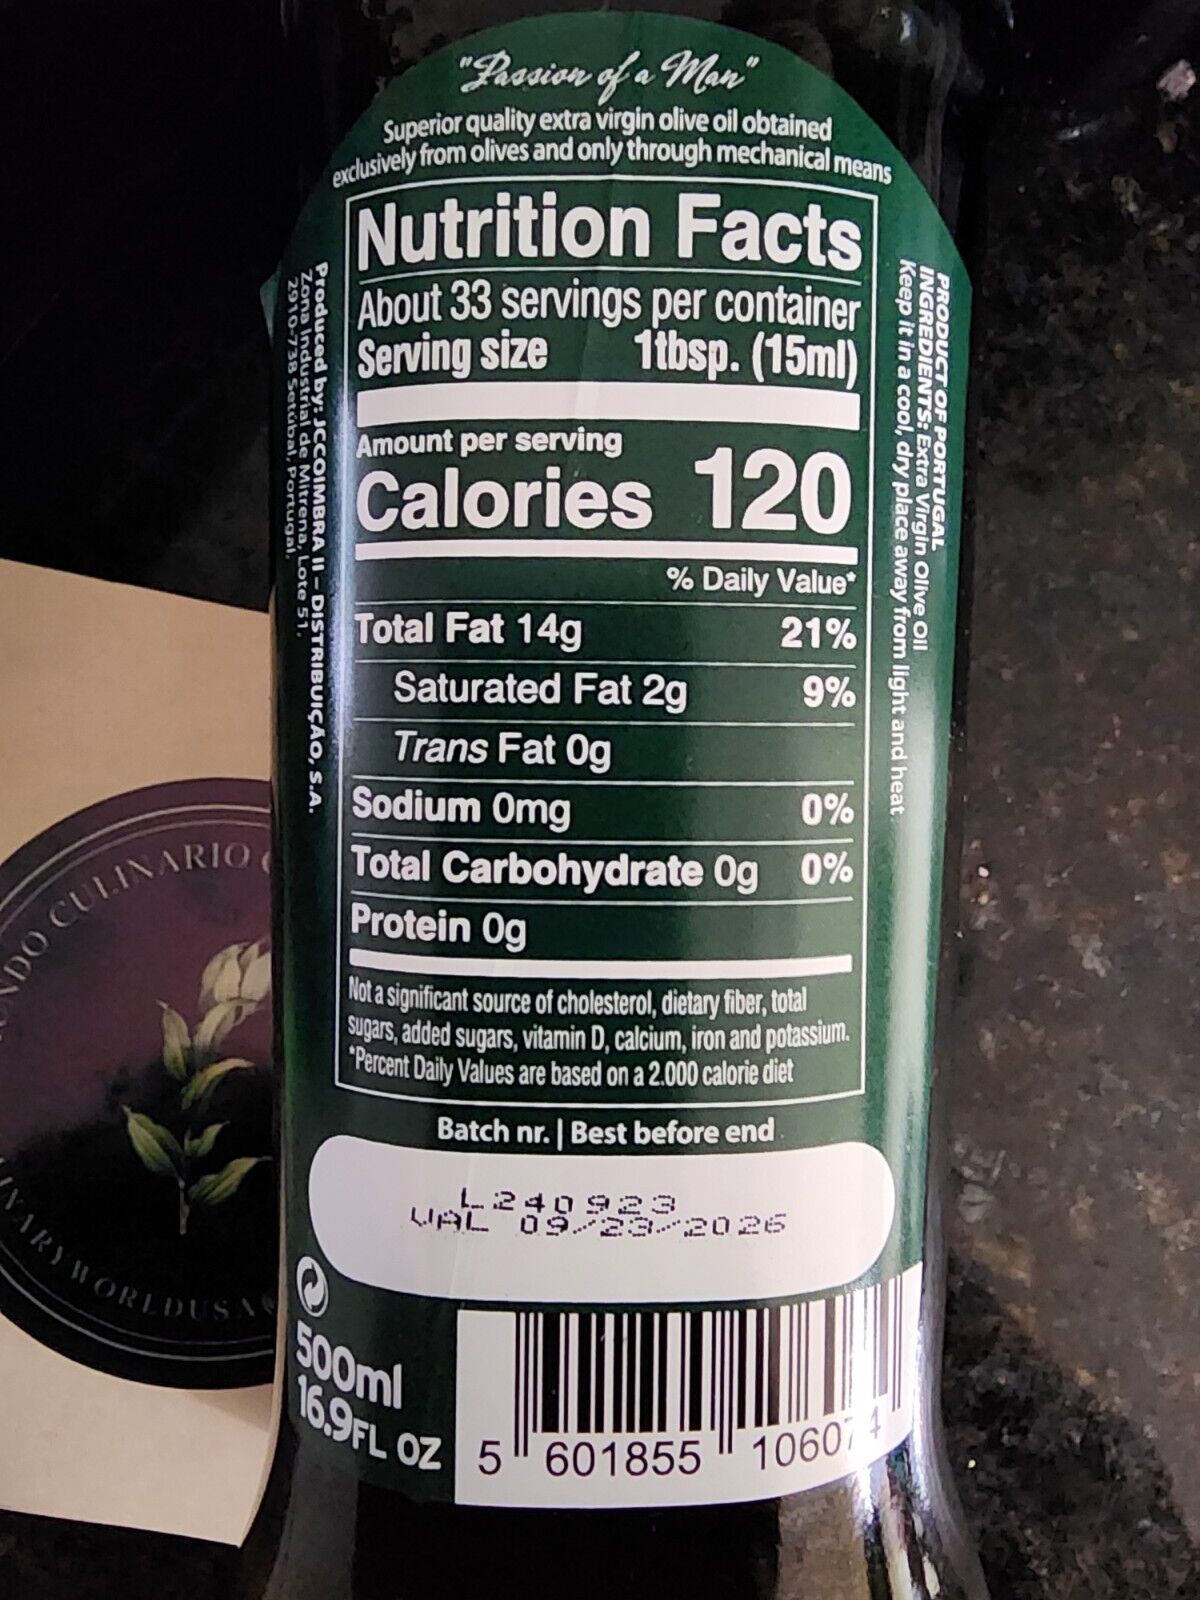 "Passion of a Man"
Superior quality extra virgin olive oil obtained
exclusively from olives and only through mechanical means
Nutrition Facts
About 33 servings per container
Serving size 1tbsp. (15ml)
Amount per serving
Calories 120
% Daily Value*
Total Fat 14g 21%
Saturated Fat 2g 9%
Trans Fat 0g
Sodium 0mg 0%
Total Carbohydrate 0g 0%
Protein 0g
Not a significant source of cholesterol, dietary fiber, total
sugars, added sugars, vitamin D, calcium, iron and potassium.
*Percent Daily Values are based on a 2.000 calorie diet
Batch nr. | Best before end
L240923
VAL 09/23/2026
500ml
16.9FL OZ
5 601855 106074
Produced by: JCCOIMBRA II – DISTRIBUIÇÃO, S.A.
Zona Industrial de Mitrena, Lote 51,
2910-738 Setúbal, Portugal.
PRODUCT OF PORTUGAL
INGREDIENTS: Extra Virgin Olive Oil
Keep it in a cool, dry place away from light and heat
CULINARIO
WORLDUSA